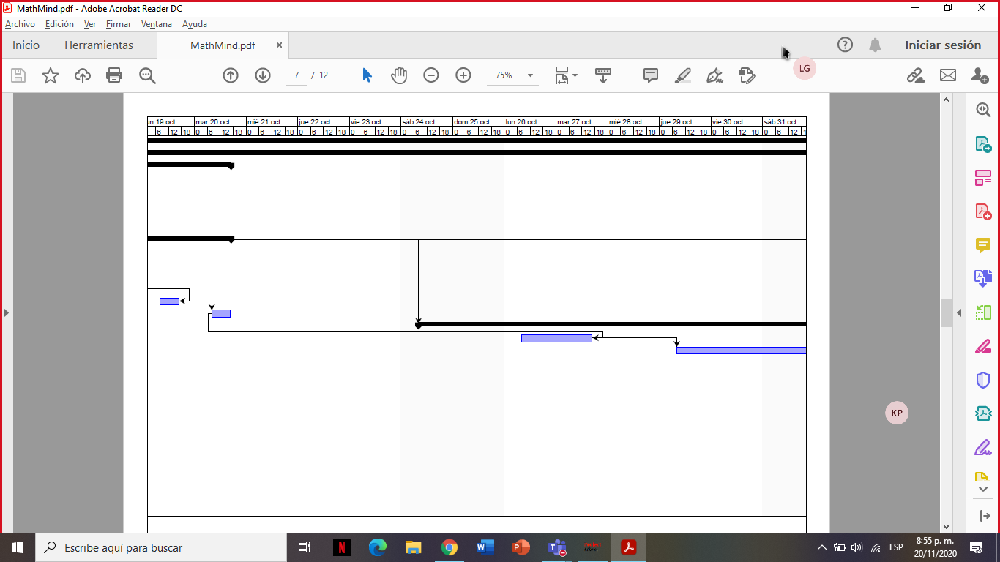 MathMind.pdf - Adobe Acrobat Reader DC
Archivo Edición Ver Firmar Ventana Ayuda
Inicio Herramientas MathMind.pdf × Iniciar sesión
7 / 12 75% LG
un 19 oct mar 20 oct mié 21 oct jue 22 oct vie 23 oct sáb 24 oct dom 25 oct lun 26 oct mar 27 oct mié 28 oct jue 29 oct vie 30 oct sáb 31 oct
6 12 18 0 6 12 18 0 6 12 18 0 6 12 18 0 6 12 18 0 6 12 18 0 6 12 18 0 6 12 18 0 6 12 18 0 6 12 18 0 6 12 18 0 6 12 18 0 6 12 1
KP
Escribe aquí para buscar
ESP
8:55 p. m.
20/11/2020